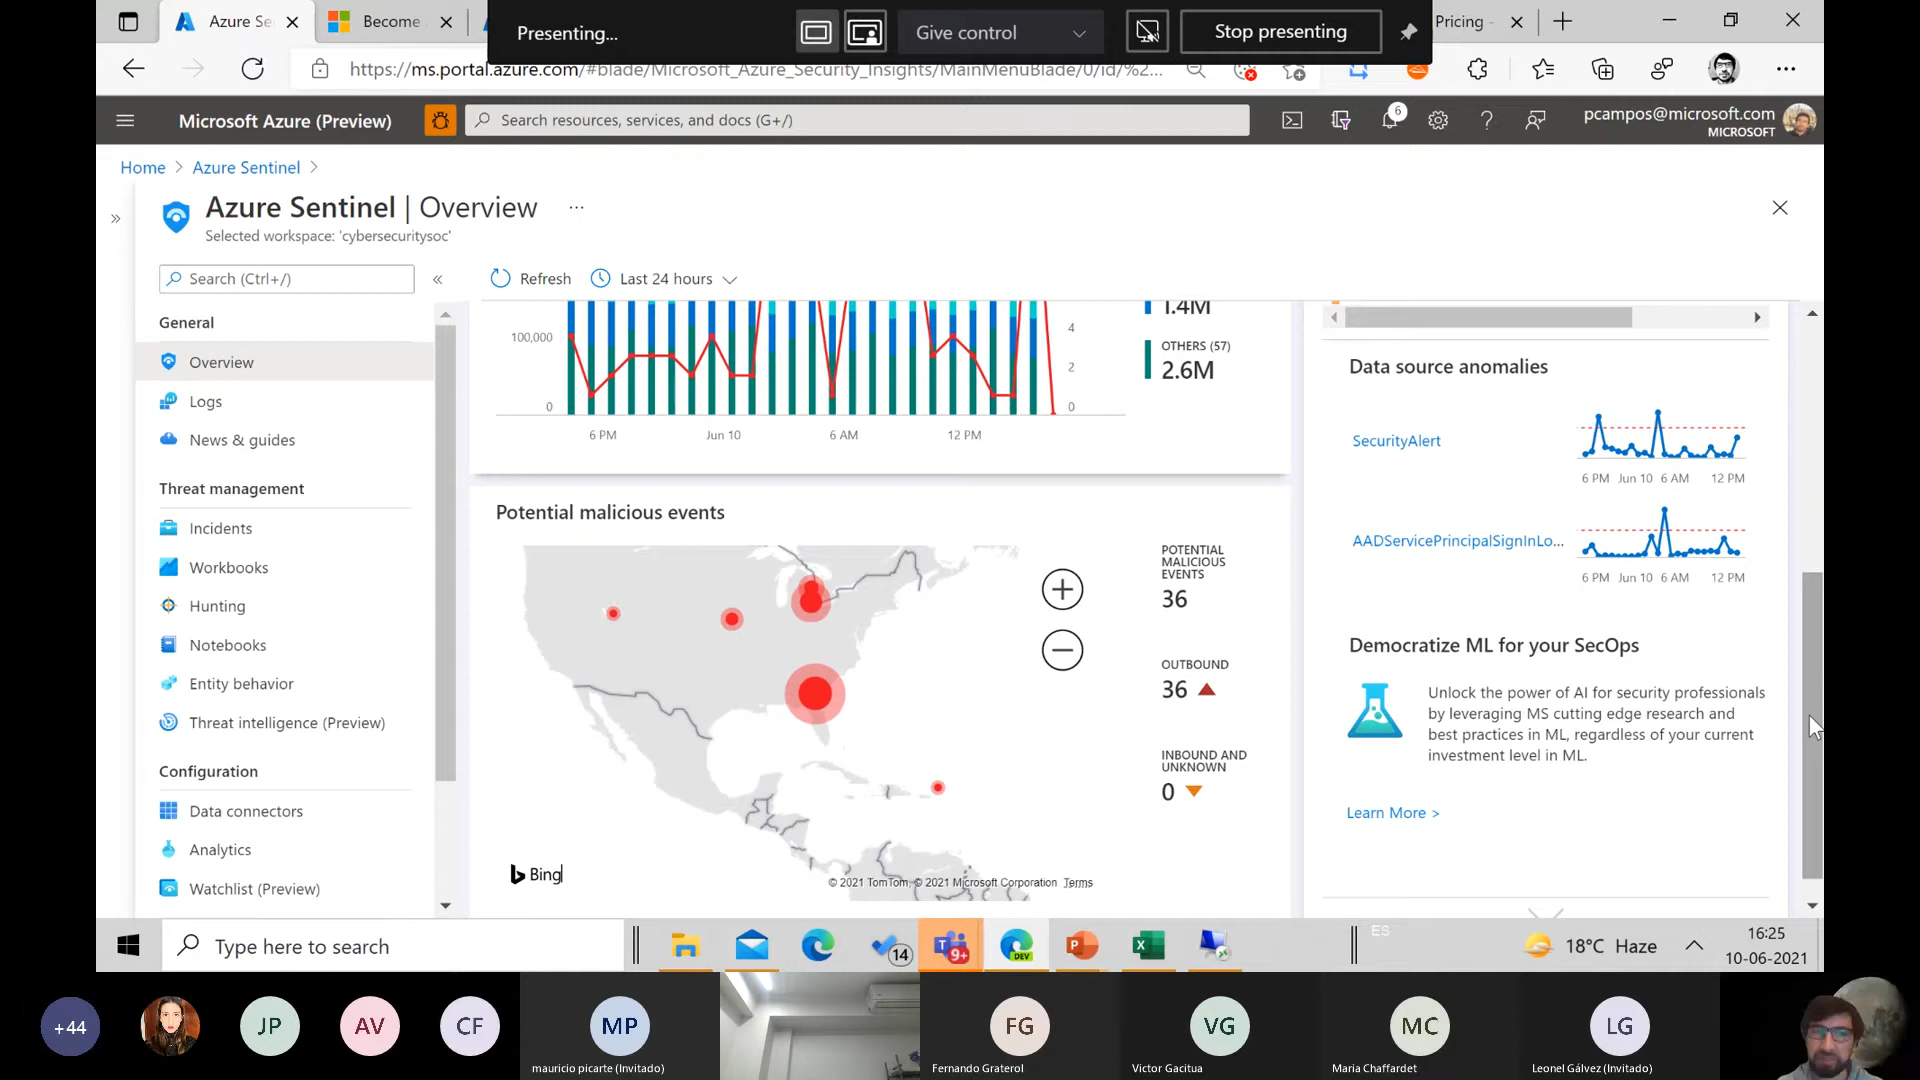 Azure Se
Become
Presenting...
Give control
Stop presenting
Pricing -
https://ms.portal.azure.com/#blade/Microsoft_Azure_Security_Insights/MainMenuBlade/0/id/%2...
Microsoft Azure (Preview)
Search resources, services, and docs (G+/)
6
pcampos@microsoft.com
MICROSOFT
Home > Azure Sentinel >
Azure Sentinel | Overview ...
Selected workspace: 'cybersecuritysoc'
Search (Ctrl+/)
«
»
Refresh
Last 24 hours
General
Overview
Logs
News & guides
Threat management
Incidents
Workbooks
Hunting
Notebooks
Entity behavior
Threat intelligence (Preview)
Configuration
Data connectors
Analytics
Watchlist (Preview)
100,000
0
4
2
0
6 PM
Jun 10
6 AM
12 PM
1.4M
OTHERS (57)
2.6M
Potential malicious events
POTENTIAL
MALICIOUS
EVENTS
36
OUTBOUND
36
INBOUND AND
UNKNOWN
0
Bing
© 2021 TomTom, © 2021 Microsoft Corporation Terms
Data source anomalies
SecurityAlert
6 PM Jun 10 6 AM 12 PM
AADServicePrincipalSignInLo...
6 PM Jun 10 6 AM 12 PM
Democratize ML for your SecOps
Unlock the power of AI for security professionals
by leveraging MS cutting edge research and
best practices in ML, regardless of your current
investment level in ML.
Learn More >
Type here to search
14
9+
DEV
ES
18°C Haze
16:25
10-06-2021
+44
JP
AV
CF
MP
mauricio picarte (Invitado)
FG
Fernando Graterol
VG
Victor Gacitua
MC
Maria Chaffardet
LG
Leonel Gálvez (Invitado)